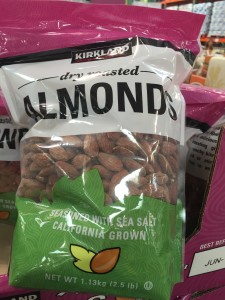 KIRKLAND
dry roasted
ALMONDS
SEASONED WITH SEA SALT
CALIFORNIA GROWN
NET WT 1.13kg (2.5 lb)
BEST BEF
JUN-